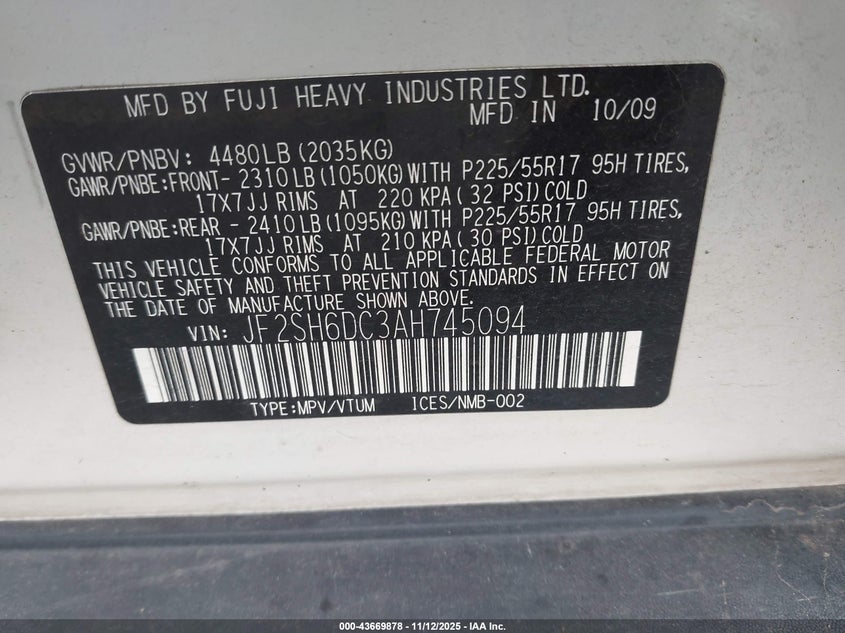 MFD BY FUJI HEAVY INDUSTRIES LTD.
MFD IN 10/09
GVWR/PNBV: 4480LB (2035KG)
GAWR/PNBE:FRONT- 2310LB (1050KG) WITH P225/55R17 95H TIRES,
17X7JJ RIMS AT 220 KPA ( 32 PSI) COLD
GAWR/PNBE:REAR - 2410LB (1095KG) WITH P225/55R17 95H TIRES,
17X7JJ RIMS AT 210 KPA ( 30 PSI) COLD
THIS VEHICLE CONFORMS TO ALL APPLICABLE FEDERAL MOTOR
VEHICLE SAFETY AND THEFT PREVENTION STANDARDS IN EFFECT ON
THE DATE OF MANUFACTURE SHOWN ABOVE.
VIN: JF2SH6DC3AH745094
TYPE:MPV/VTUM ICES/NMB-002
000-43669878 - 11/12/2025 - IAA Inc.